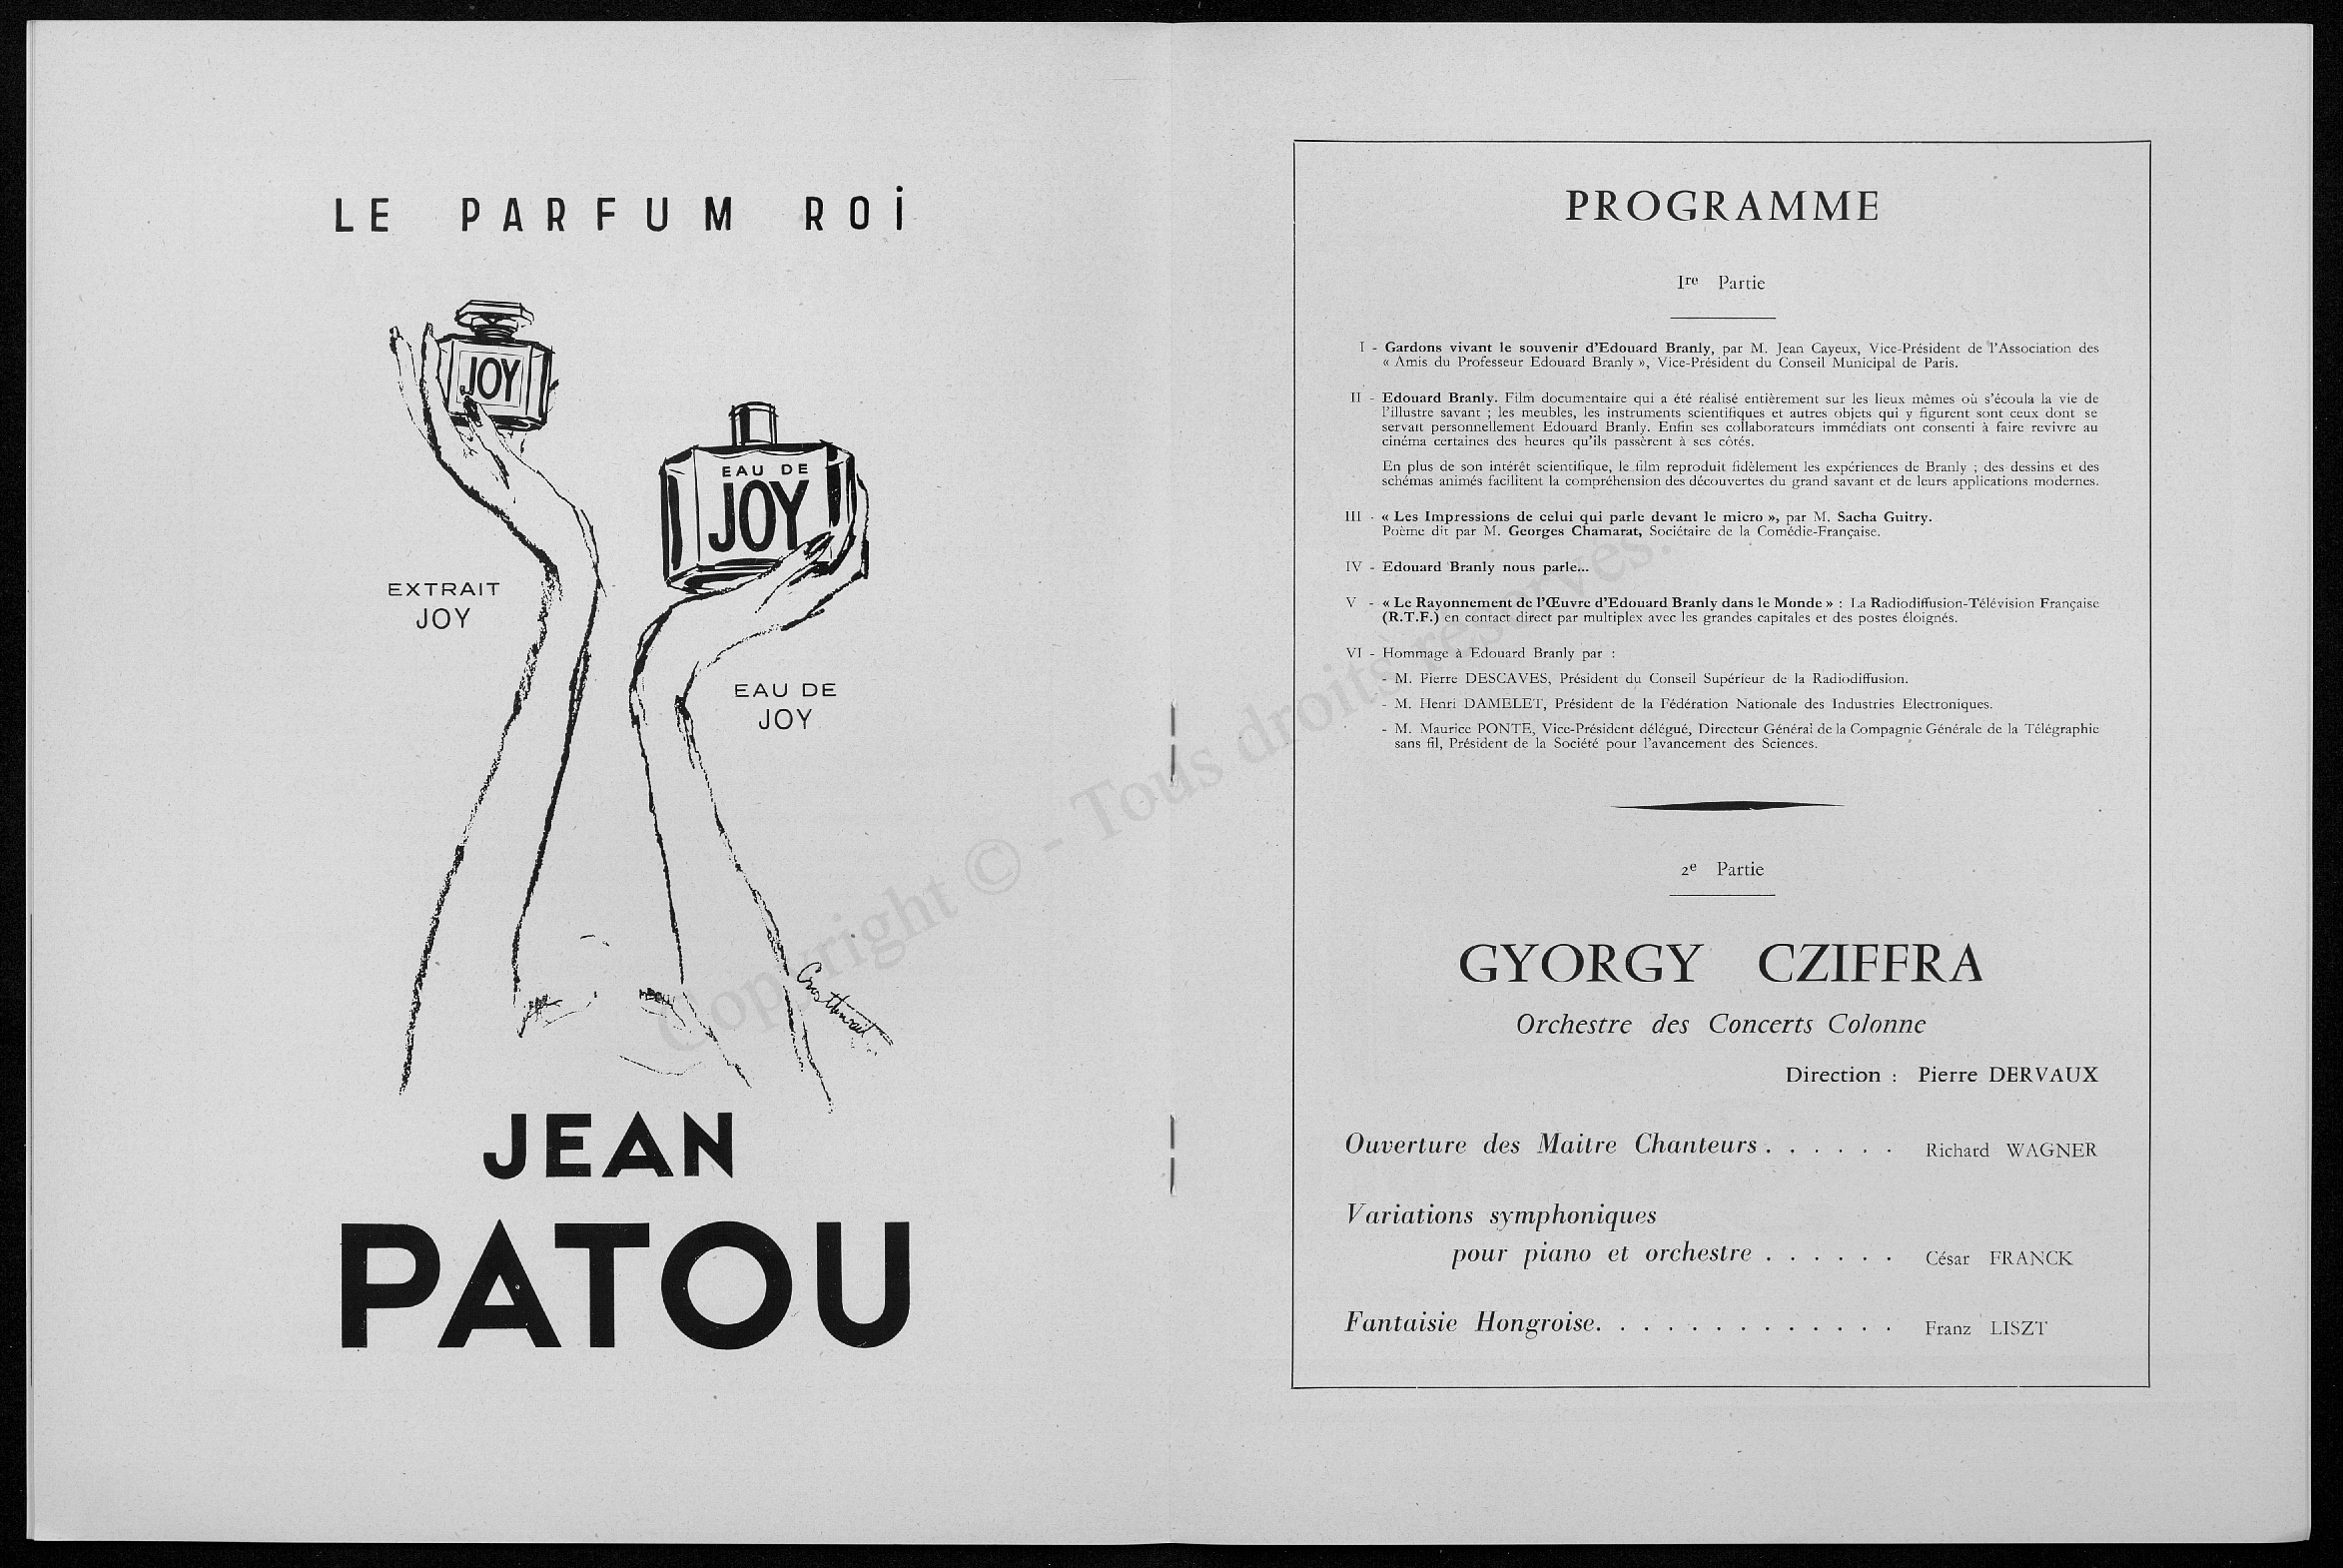 LE PARFUM ROi
JOY
EAU DE
JOY
EXTRAIT
JOY
EAU DE
JOY
JEAN
PATOU
PROGRAMME
Ire Partie
I - Gardons vivant le souvenir d'Edouard Branly, par M. Jean Cayeux, Vice-Président de l'Association des
« Amis du Professeur Edouard Branly », Vice-Président du Conseil Municipal de Paris.
II - Edouard Branly. Film documentaire qui a été réalisé entièrement sur les lieux mêmes où s'écoula la vie de
l'illustre savant ; les meubles, les instruments scientifiques et autres objets qui y figurent sont ceux dont se
servait personnellement Edouard Branly. Enfin ses collaborateurs immédiats ont consenti à faire revivre au
cinéma certaines des heures qu'ils passèrent à ses côtés.
En plus de son intérêt scientifique, le film reproduit fidèlement les expériences de Branly ; des dessins et des
schémas animés facilitent la compréhension des découvertes du grand savant et de leurs applications modernes.
III - « Les Impressions de celui qui parle devant le micro », par M. Sacha Guitry.
Poème dit par M. Georges Chamarat, Sociétaire de la Comédie-Française.
IV - Edouard Branly nous parle...
V - « Le Rayonnement de l'Œuvre d'Edouard Branly dans le Monde » : La Radiodiffusion-Télévision Française
(R.T.F.) en contact direct par multiplex avec les grandes capitales et des postes éloignés.
VI - Hommage à Edouard Branly par :
- M. Pierre DESCAVES, Président du Conseil Supérieur de la Radiodiffusion.
- M. Henri DAMELET, Président de la Fédération Nationale des Industries Electroniques.
- M. Maurice PONTE, Vice-Président délégué, Directeur Général de la Compagnie Générale de la Télégraphie
sans fil, Président de la Société pour l'avancement des Sciences.
2e Partie
GYORGY CZIFFRA
Orchestre des Concerts Colonne
Direction : Pierre DERVAUX
Ouverture des Maitre Chanteurs . . . . . . Richard WAGNER
Variations symphoniques
pour piano et orchestre . . . . . . César FRANCK
Fantaisie Hongroise. . . . . . . . . . . . . Franz LISZT
Copyright © - Tous droits réservés.